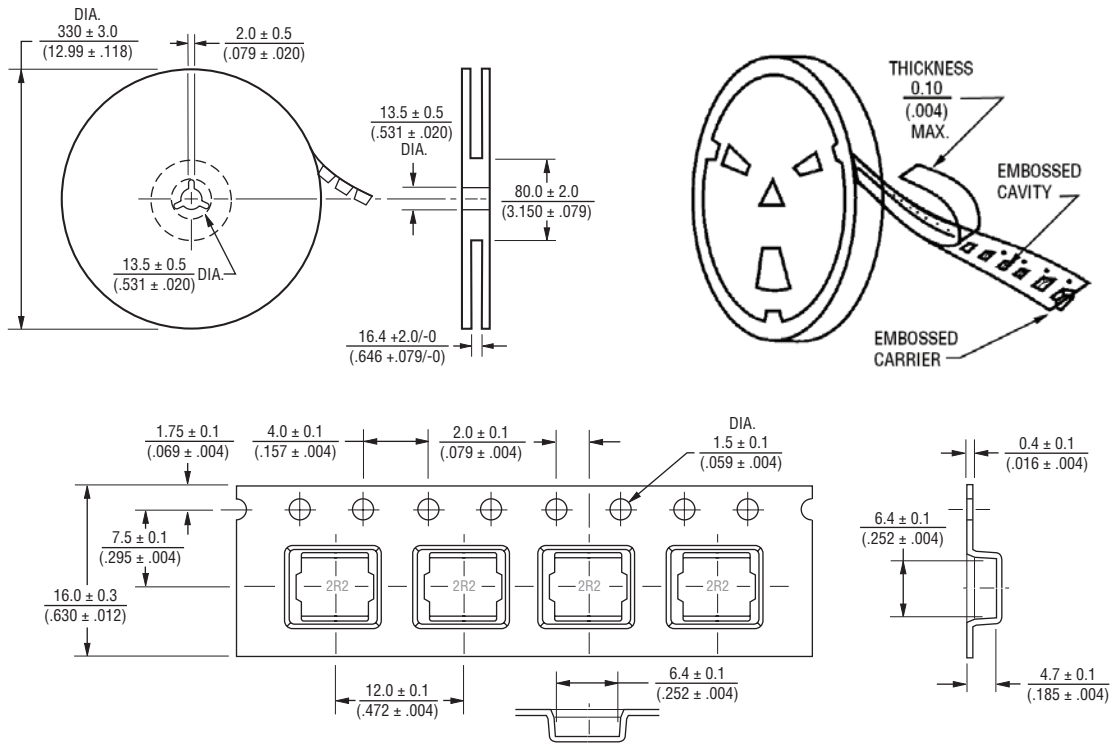 DIA.
330 ± 3.0
(12.99 ± .118)
2.0 ± 0.5
(.079 ± .020)
13.5 ± 0.5
(.531 ± .020)
DIA.
80.0 ± 2.0
(3.150 ± .079)
13.5 ± 0.5
(.531 ± .020)
DIA.
16.4 +2.0/-0
(.646 +.079/-0)
THICKNESS
0.10
(.004)
MAX.
EMBOSSED
CAVITY
EMBOSSED
CARRIER
1.75 ± 0.1
(.069 ± .004)
4.0 ± 0.1
(.157 ± .004)
2.0 ± 0.1
(.079 ± .004)
DIA.
1.5 ± 0.1
(.059 ± .004)
0.4 ± 0.1
(.016 ± .004)
7.5 ± 0.1
(.295 ± .004)
6.4 ± 0.1
(.252 ± .004)
16.0 ± 0.3
(.630 ± .012)
2R2 2R2 2R2 2R2
12.0 ± 0.1
(.472 ± .004)
6.4 ± 0.1
(.252 ± .004)
4.7 ± 0.1
(.185 ± .004)